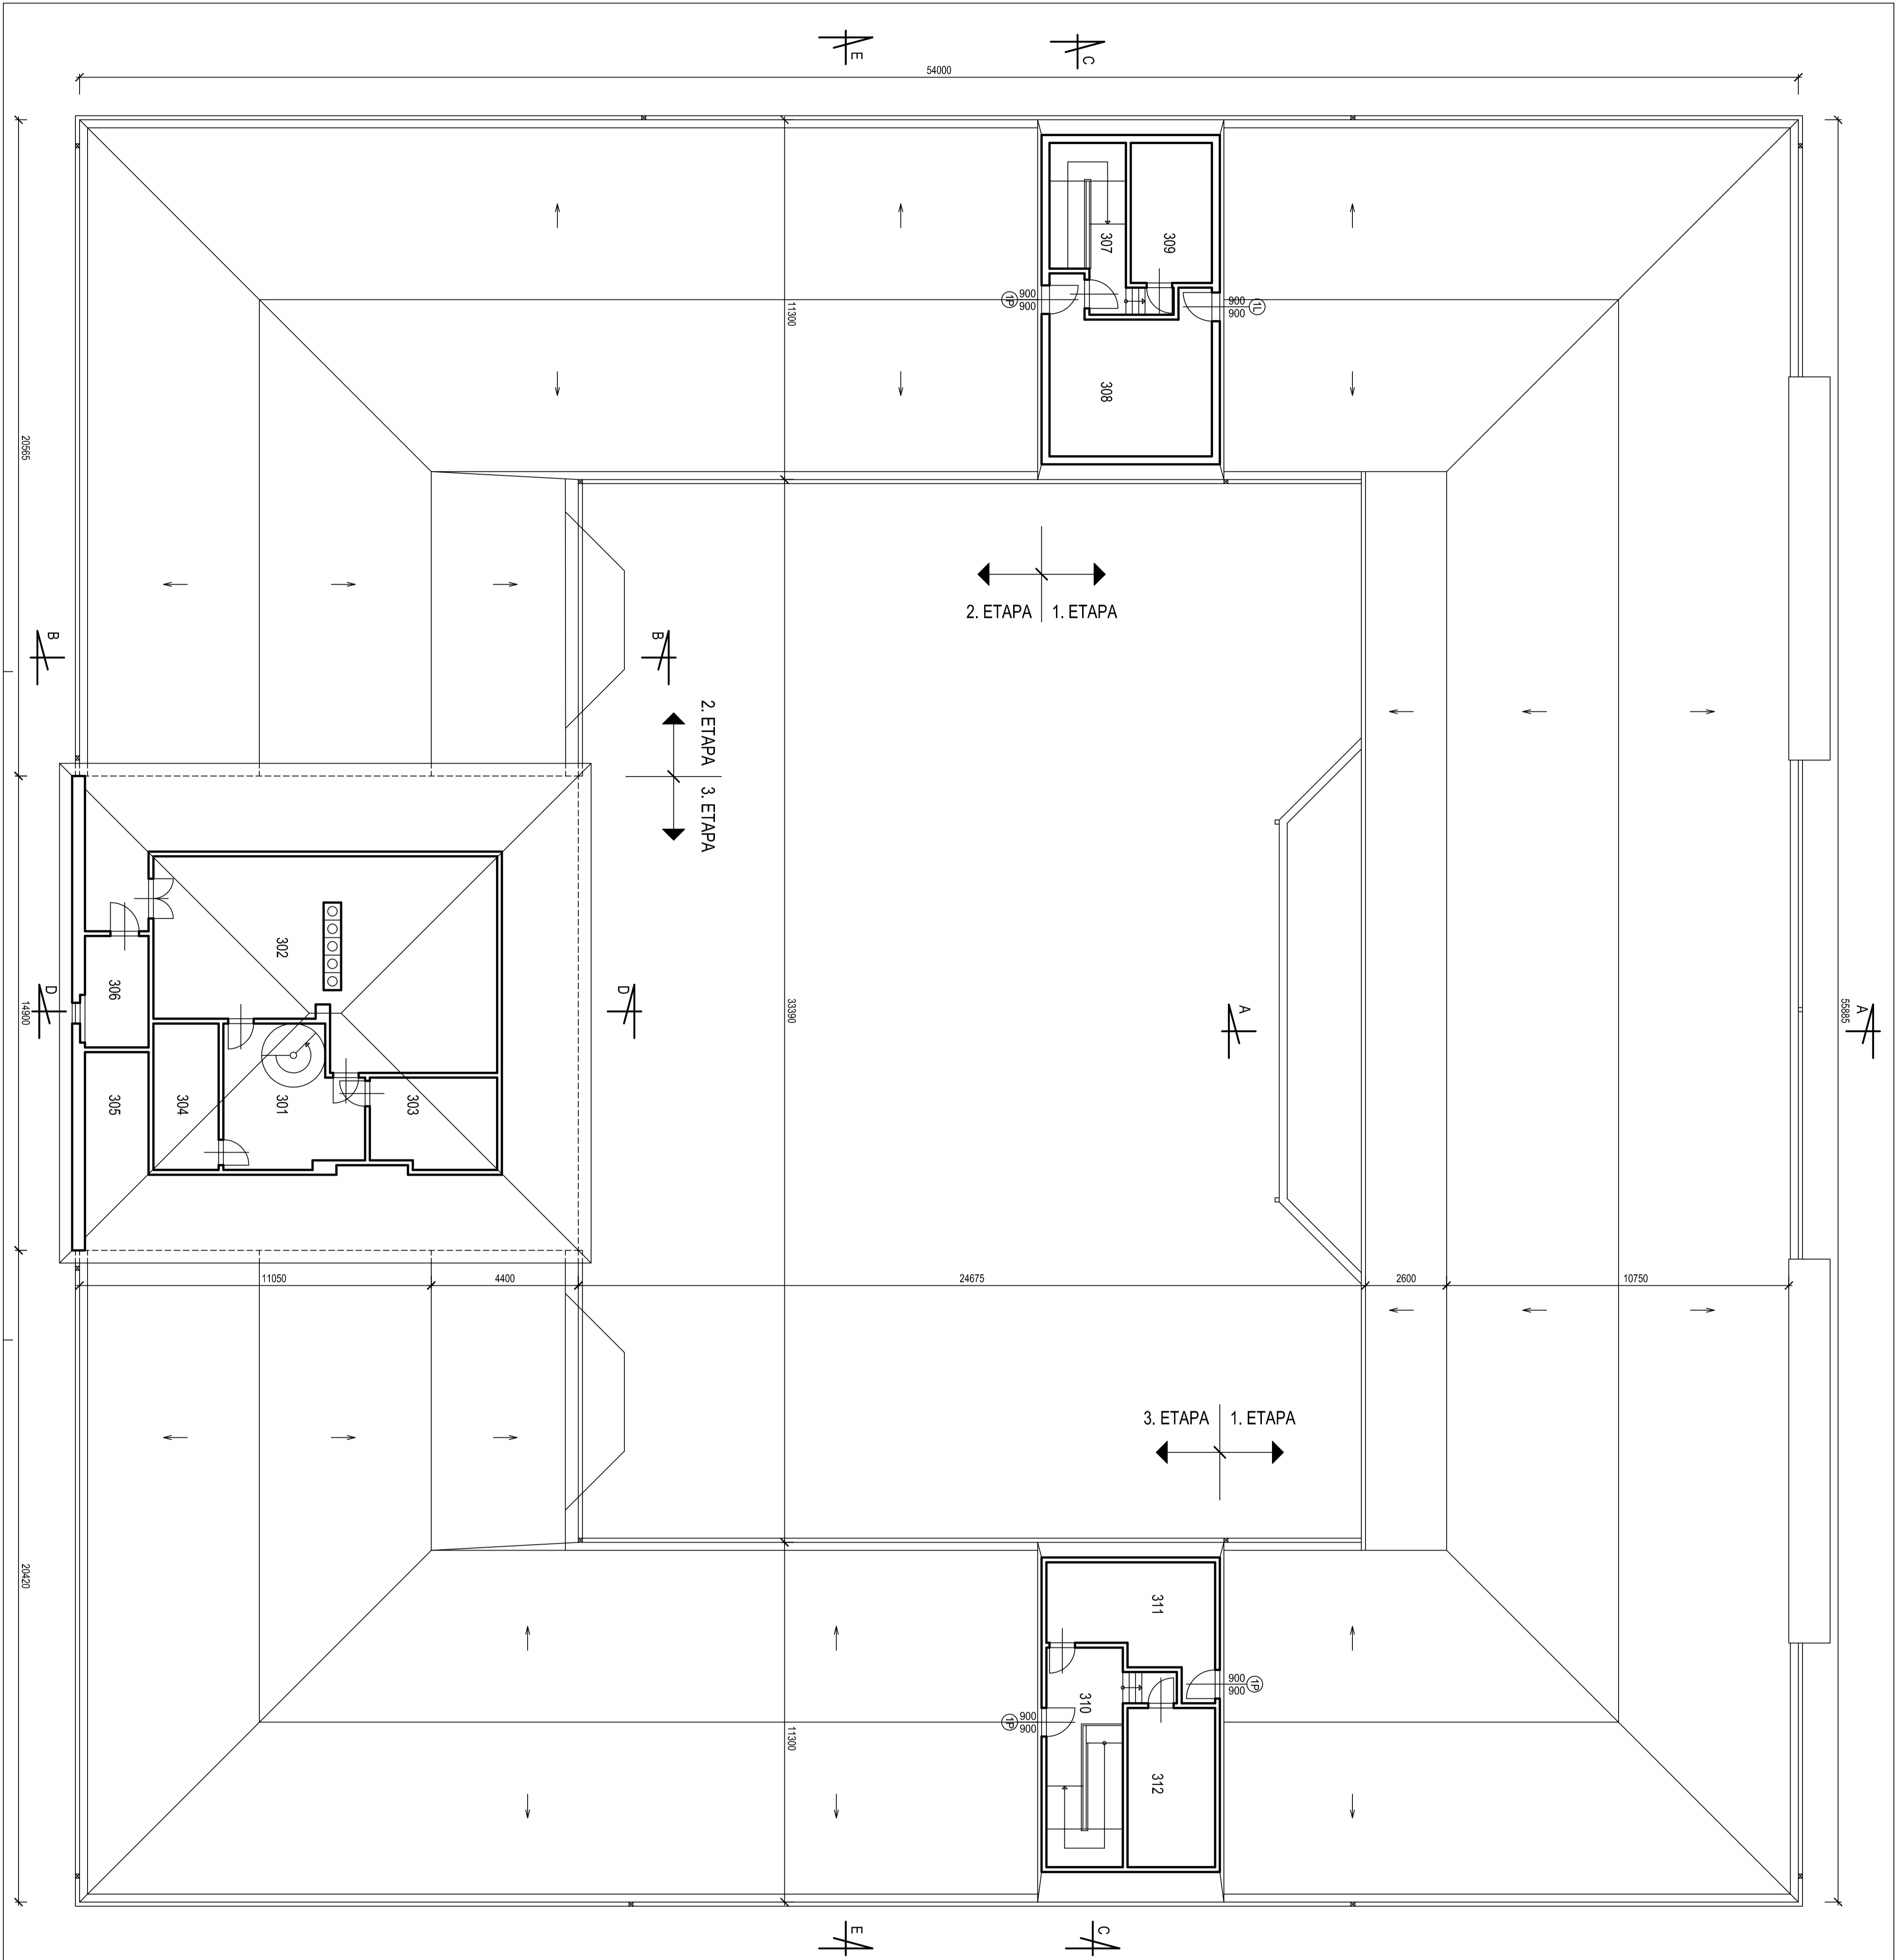 E
C
54000
307
309
1P
900
900
900
900
1L
11300
308
20565
2. ETAPA
1. ETAPA
B
B
2. ETAPA
3. ETAPA
302
306
D
D
14900
33390
A
A
55885
305
304
301
303
11050
4400
24675
2600
10750
3. ETAPA
1. ETAPA
20420
311
310
900
900
1P
1P
900
900
11300
312
E
C